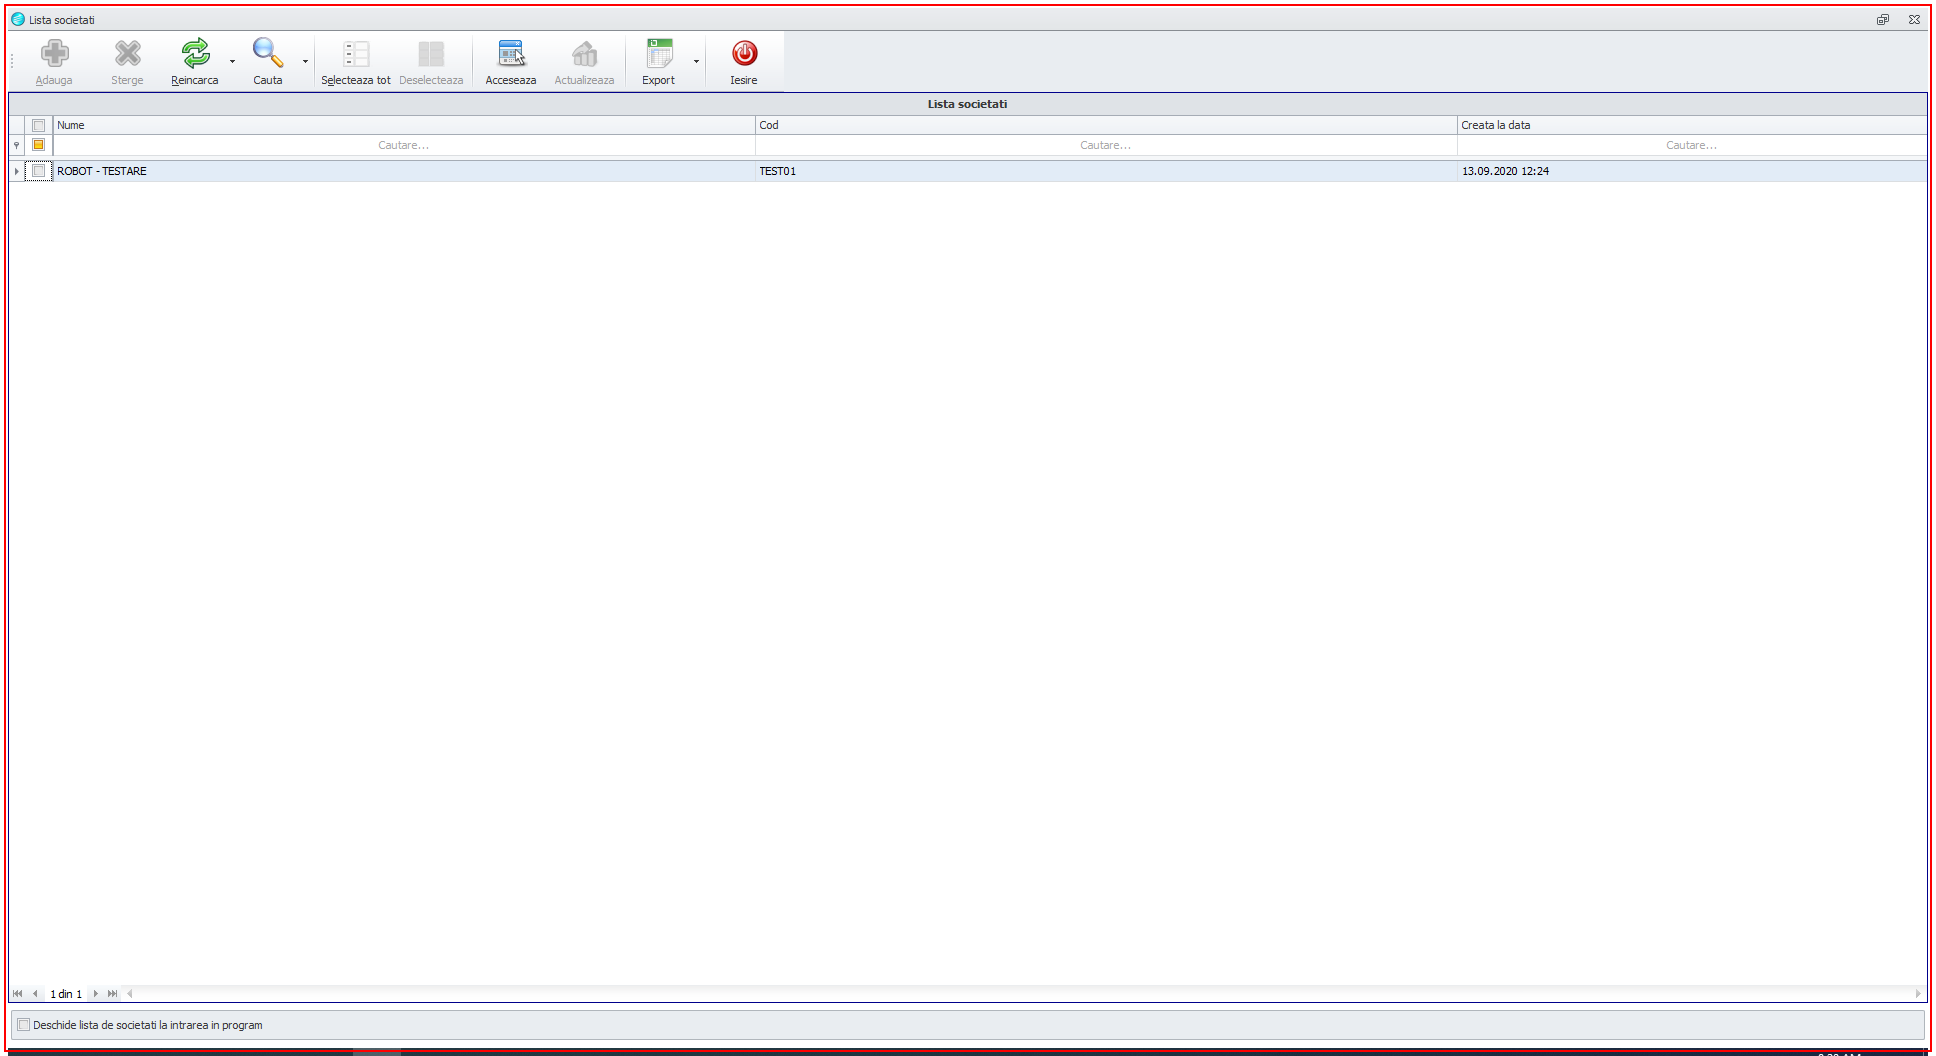 Lista societati
Adauga Sterge Reincarca Cauta Selecteaza tot Deselecteaza Acceseaza Actualizeaza Export Iesire
Lista societati
Nume Cod Creata la data
Cautare... Cautare... Cautare...
ROBOT - TESTARE TEST01 13.09.2020 12:24
1 din 1
Deschide lista de societati la intrarea in program